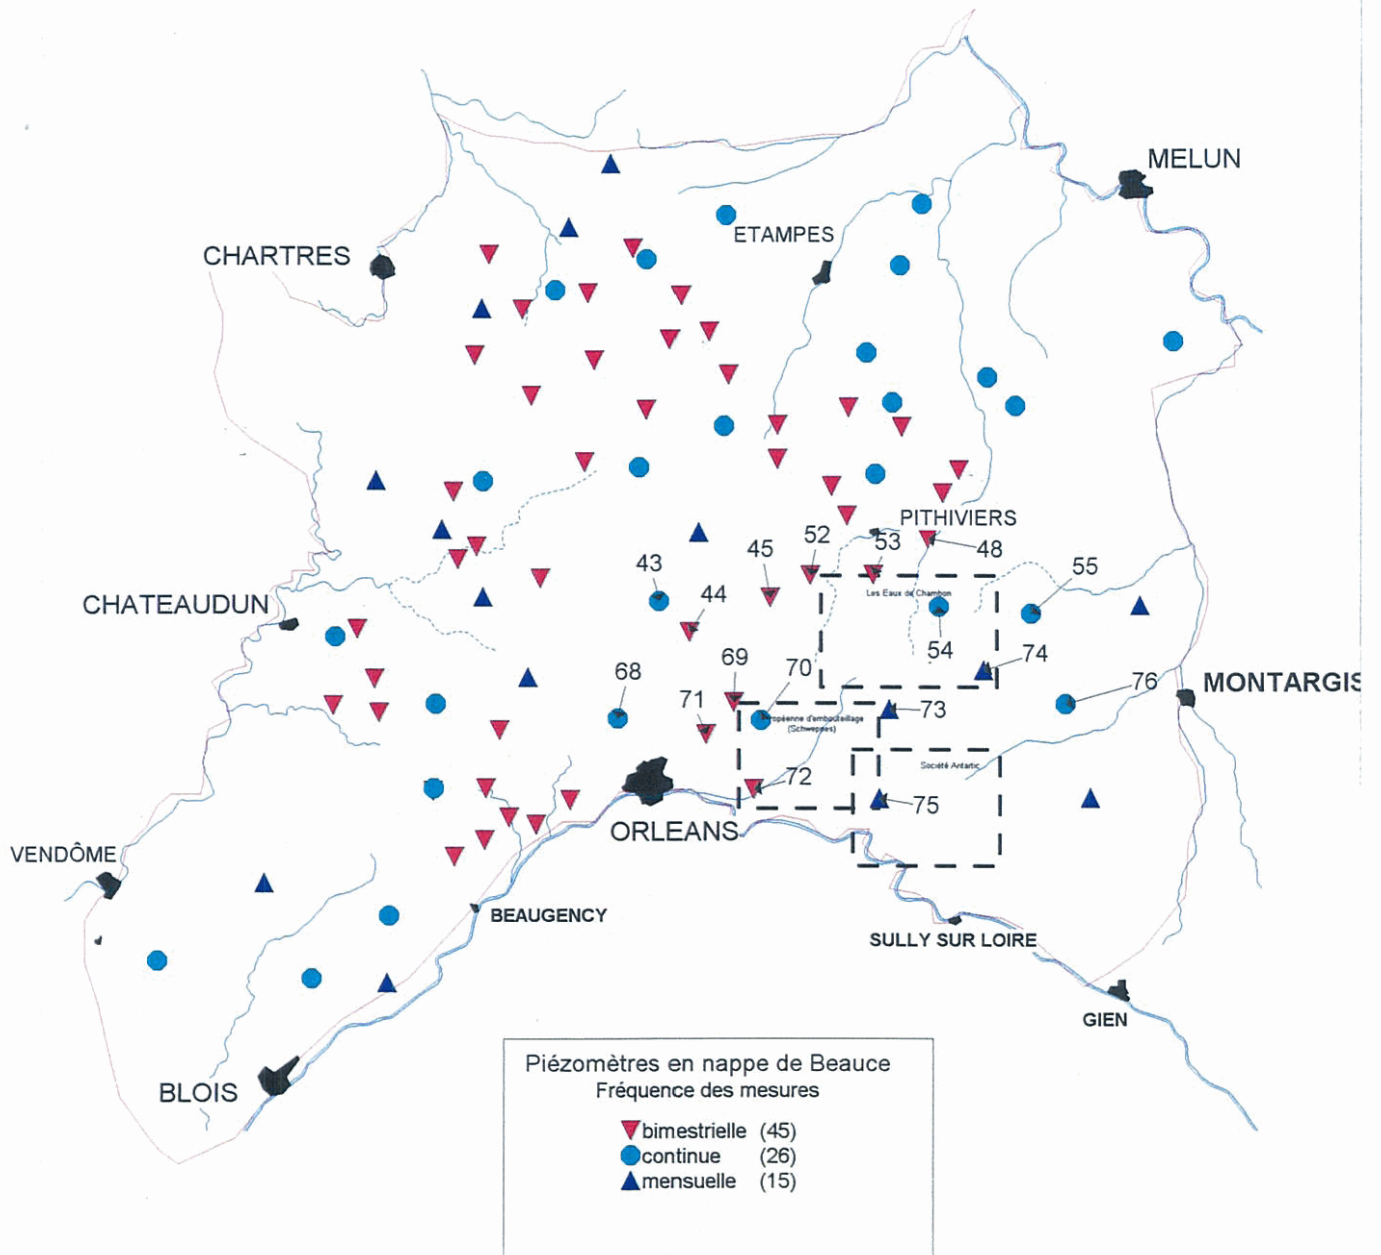 MELUN
ETAMPES
CHARTRES
PITHIVIERS
52
53
48
45
43
55
Les Eaux de Chambon
CHATEAUDUN
44
54
74
69
70
68
76
MONTARGIS
71
73
d'embouteillage
(Schweppes)
72
Société Antartic
75
ORLEANS
VENDÔME
BEAUGENCY
SULLY SUR LOIRE
GIEN
BLOIS
Piézomètres en nappe de Beauce
Fréquence des mesures
bimestrielle (45)
continue (26)
mensuelle (15)